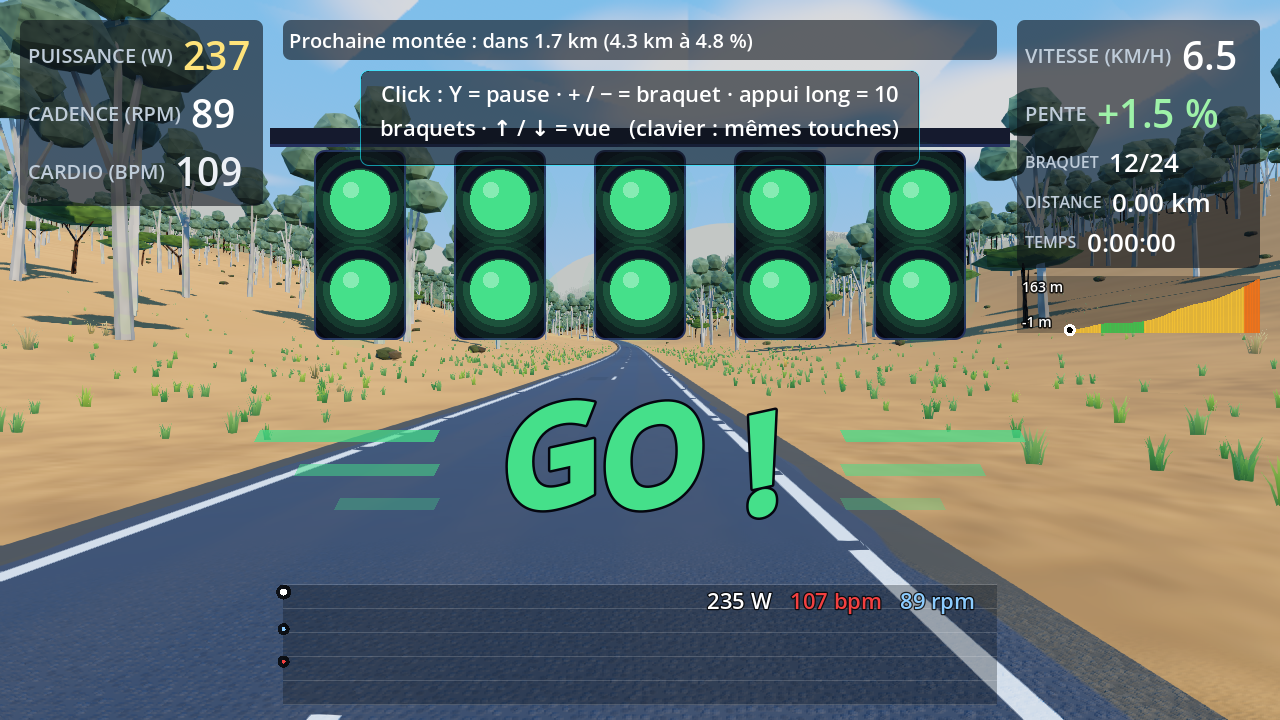 PUISSANCE (W) 237
CADENCE (RPM) 89
CARDIO (BPM) 109
Prochaine montée : dans 1.7 km (4.3 km à 4.8 %)
Click : Y = pause · + / − = braquet · appui long = 10
braquets · ↑ / ↓ = vue (clavier : mêmes touches)
VITESSE (KM/H) 6.5
PENTE +1.5 %
BRAQUET 12/24
DISTANCE 0.00 km
TEMPS 0:00:00
163 m
-1 m
GO !
235 W 107 bpm 89 rpm